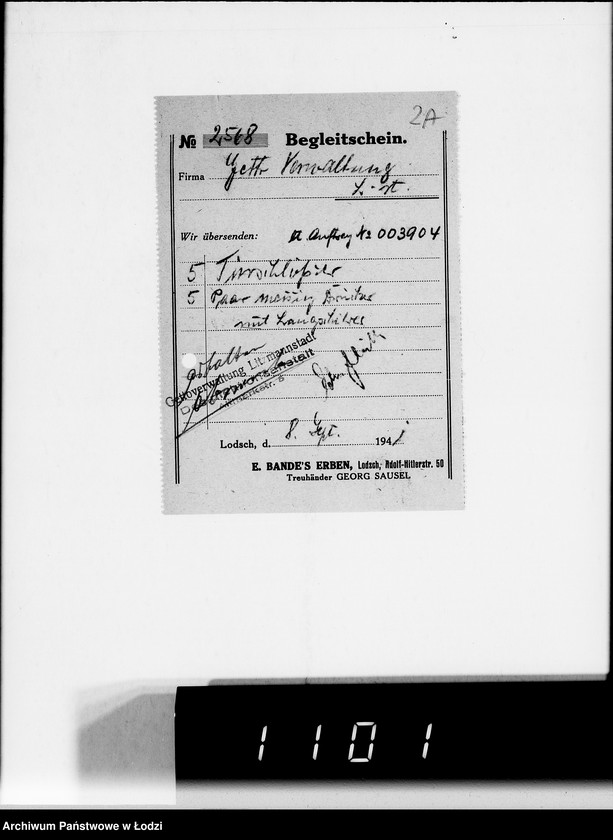 2A
№ 2568 Begleitschein.
Firma Getto Verwaltung
L-st.
Wir übersenden: a. Auftrag No 003904
5 Türschlößer
5 Paar messing Drücker
mit Langschilder
erhalten
Gettoverwaltung Litzmannstadt
8. Sept.
Lodsch, d. 1941
E. BANDE'S ERBEN, Lodsch, Adolf-Hitlerstr. 50
Treuhänder GEORG SAUSEL
1101
Archiwum Państwowe w Łodzi